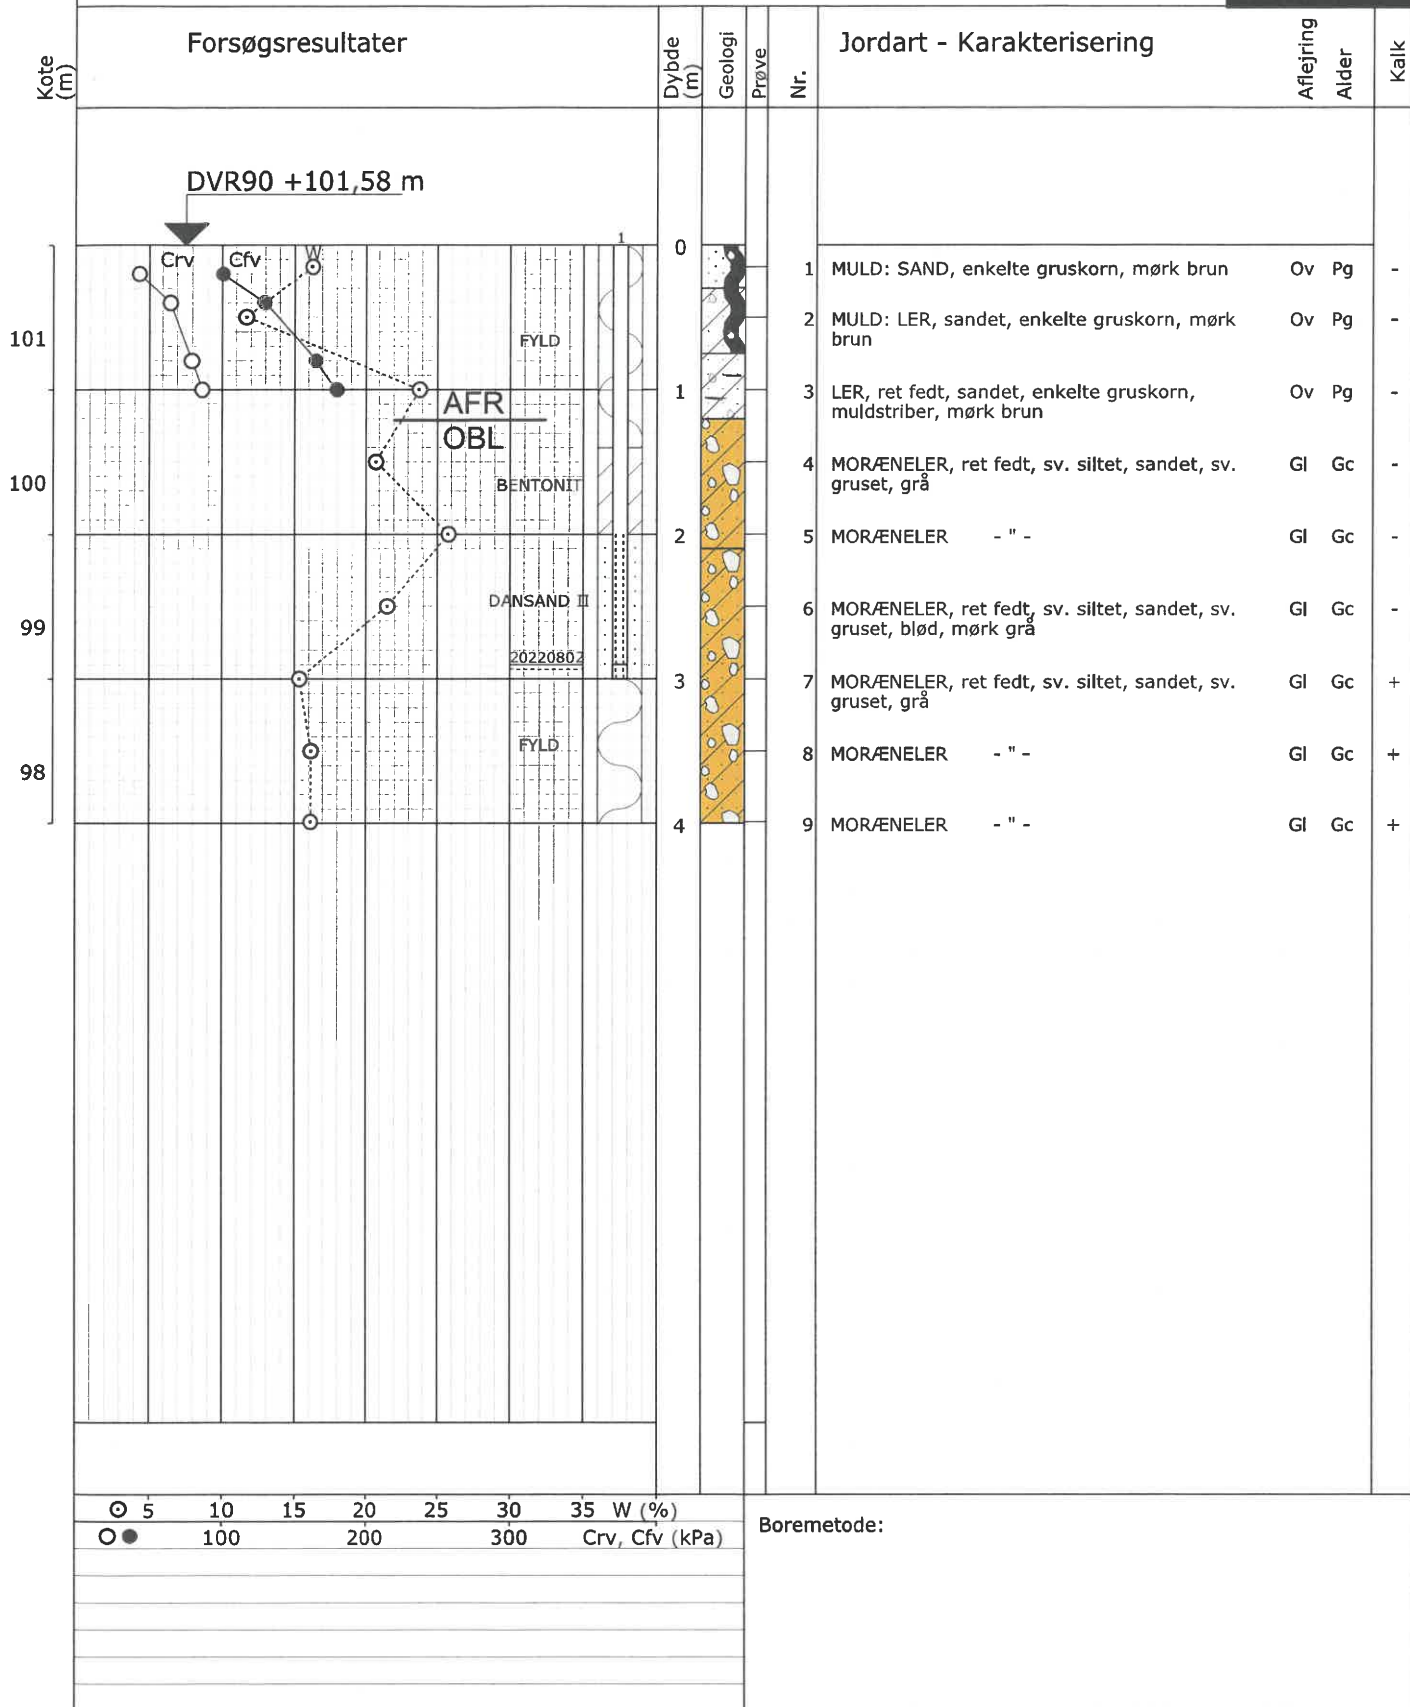 Kote (m)
Forsøgsresultater
Dybde (m)
Geologi
Prøve
Nr.
Jordart - Karakterisering
Aflejring
Alder
Kalk
DVR90 +101,58 m
1
Crv Cfv W
0
1 MULD: SAND, enkelte gruskorn, mørk brun Ov Pg -
101
FYLD
2 MULD: LER, sandet, enkelte gruskorn, mørk Ov Pg -
brun
AFR
OBL
1
3 LER, ret fedt, sandet, enkelte gruskorn, Ov Pg -
muldstriber, mørk brun
100
BENTONIT
4 MORÆNELER, ret fedt, sv. siltet, sandet, sv. Gl Gc -
gruset, grå
2
5 MORÆNELER - " - Gl Gc -
99
DANSAND II
6 MORÆNELER, ret fedt, sv. siltet, sandet, sv. Gl Gc -
gruset, blød, mørk grå
20220802
3
7 MORÆNELER, ret fedt, sv. siltet, sandet, sv. Gl Gc +
gruset, grå
98
FYLD
8 MORÆNELER - " - Gl Gc +
4
9 MORÆNELER - " - Gl Gc +
5 10 15 20 25 30 35 W (%)
100 200 300 Crv, Cfv (kPa)
Boremetode: